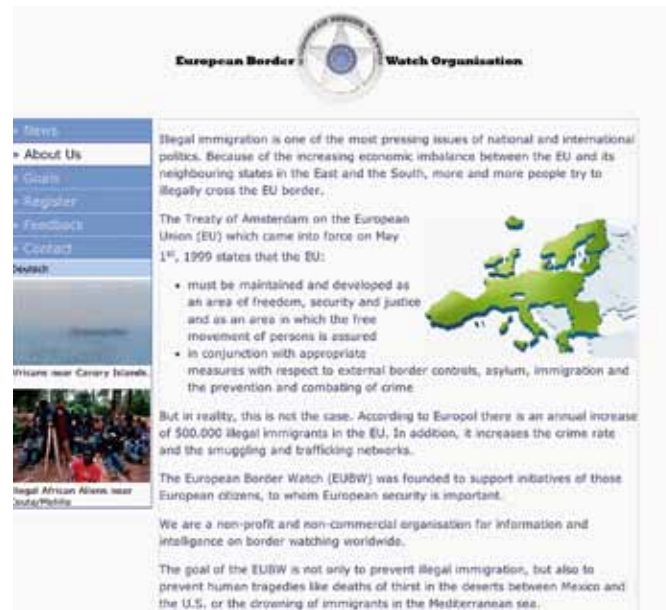 European Border Watch Organisation
» News
» About Us
» Goals
» Register
» Feedback
» Contact
Deutsch
Africans near Canary Islands.
Illegal African Aliens near
Ceuta/Melilla
Illegal immigration is one of the most pressing issues of national and international
politics. Because of the increasing economic imbalance between the EU and its
neighbouring states in the East and the South, more and more people try to
illegally cross the EU border.
The Treaty of Amsterdam on the European
Union (EU) which came into force on May
1st, 1999 states that the EU:
• must be maintained and developed as
an area of freedom, security and justice
and as an area in which the free
movement of persons is assured
• in conjunction with appropriate
measures with respect to external border controls, asylum, immigration and
the prevention and combating of crime
But in reality, this is not the case. According to Europol there is an annual increase
of 500.000 illegal immigrants in the EU. In addition, it increases the crime rate
and the smuggling and trafficking networks.
The European Border Watch (EUBW) was founded to support initiatives of those
European citizens, to whom European security is important.
We are a non-profit and non-commercial organisation for information and
intelligence on border watching worldwide.
The goal of the EUBW is not only to prevent illegal immigration, but also to
prevent human tragedies like deaths of thirst in the deserts between Mexico and
the U.S. or the drowning of immigrants in the Mediterranean sea.